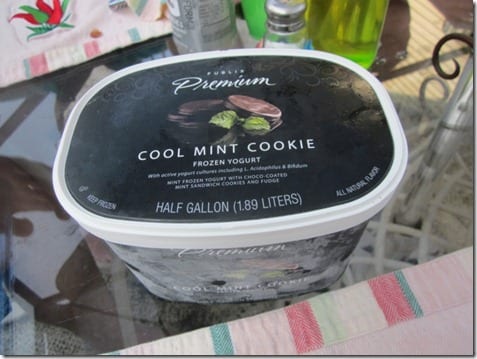 PUBLIX
Premium
COOL MINT COOKIE
FROZEN YOGURT
With active yogurt cultures including L. Acidophilus & Bifidum
MINT FROZEN YOGURT WITH CHOCO-COATED
MINT SANDWICH COOKIES AND FUDGE
KEEP FROZEN
ALL NATURAL FLAVOR
HALF GALLON (1.89 LITERS)
Premium
COOL MINT COOKIE